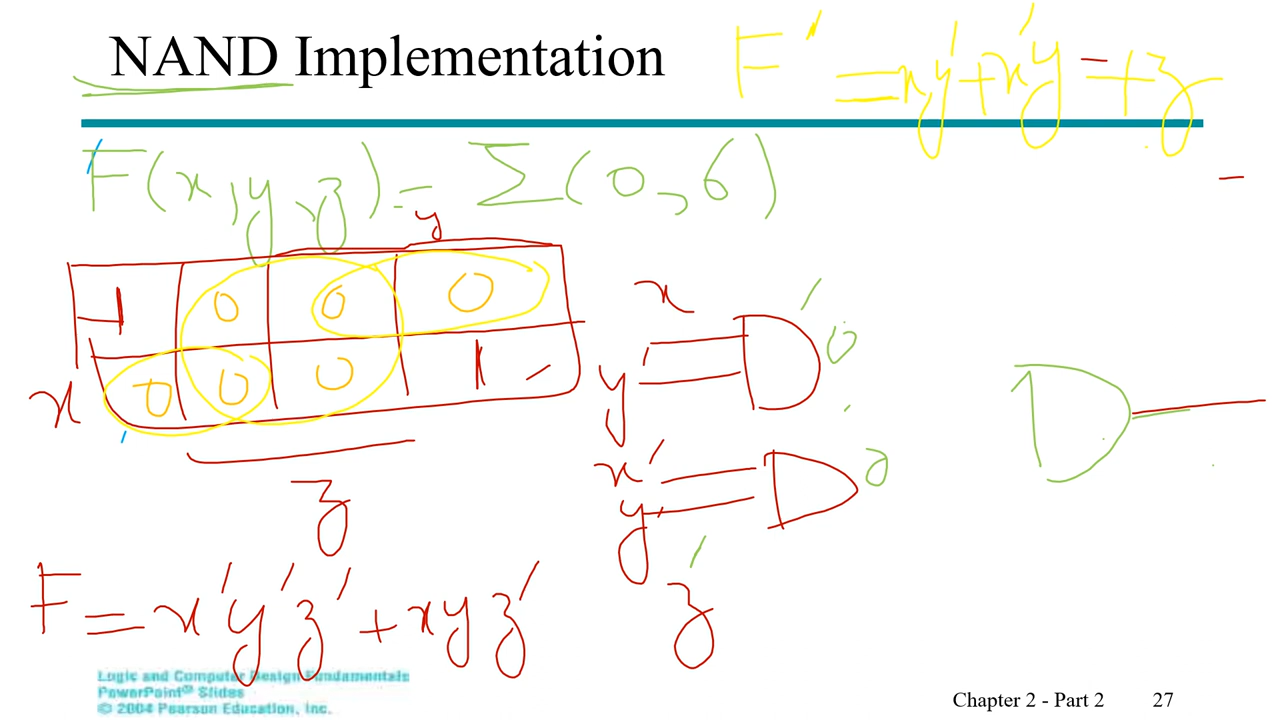 NAND Implementation
F' = xy' + x'y + z
F(x,y,z) = Σ(0,6)
y
1 0 0 0
x 0 0 0 1
z
x
y'
x'
y
z'
F = x'y'z' + xyz'
Logic and Computer Design Fundamentals
PowerPoint® Slides
© 2004 Pearson Education, Inc.
Chapter 2 - Part 2 27